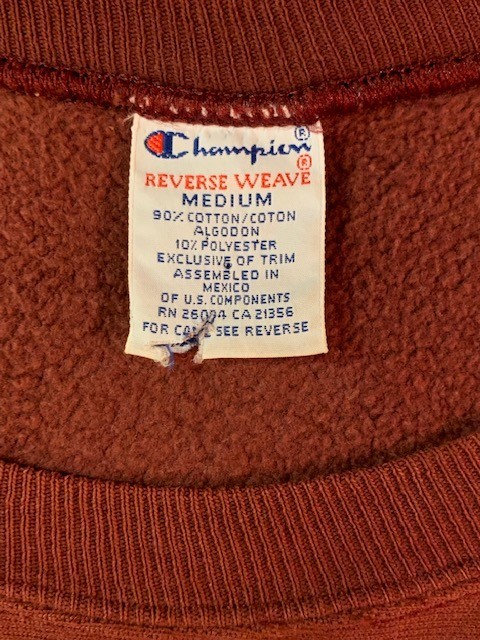 Champion®
REVERSE WEAVE®
MEDIUM
90% COTTON/COTON
ALGODON
10% POLYESTER
EXCLUSIVE OF TRIM
ASSEMBLED IN
MEXICO
OF U.S. COMPONENTS
RN 26094 CA 21356
FOR CARE SEE REVERSE